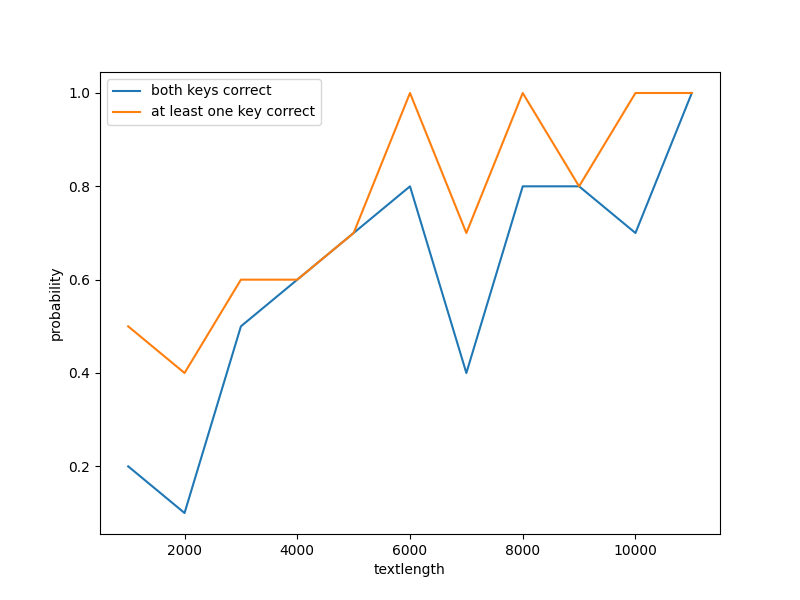 both keys correct
at least one key correct
1.0
0.8
0.6
0.4
0.2
probability
2000 4000 6000 8000 10000
textlength